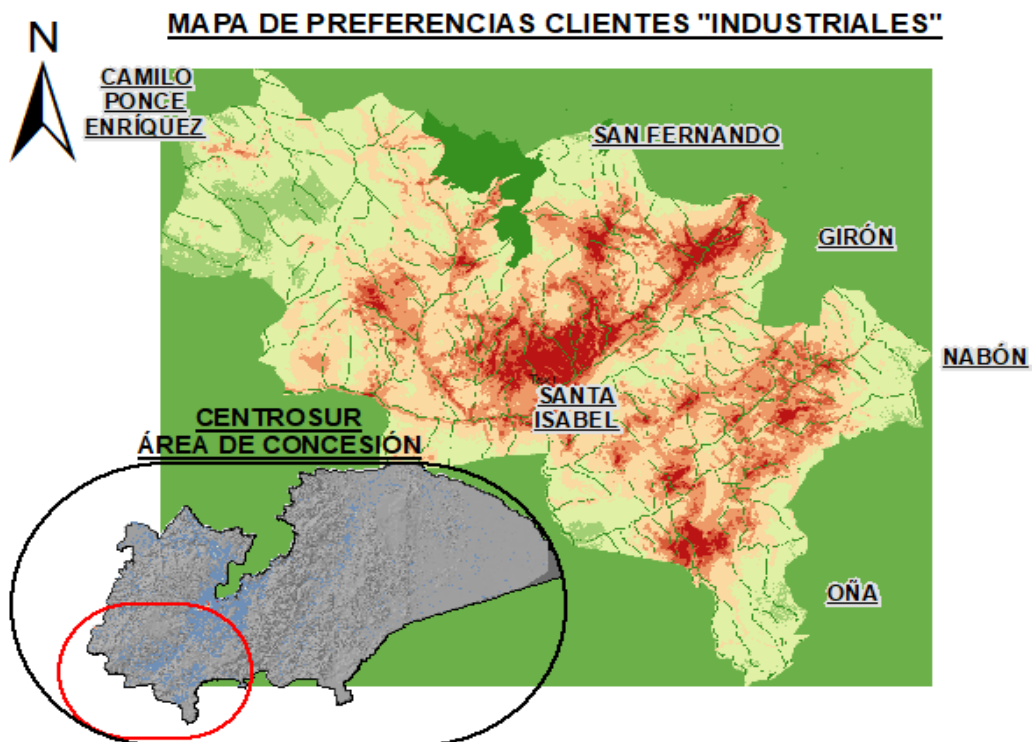 MAPA DE PREFERENCIAS CLIENTES "INDUSTRIALES"
N
CAMILO
PONCE
ENRÍQUEZ
SAN FERNANDO
GIRÓN
NABÓN
SANTA
ISABEL
CENTROSUR
ÁREA DE CONCESIÓN
OÑA